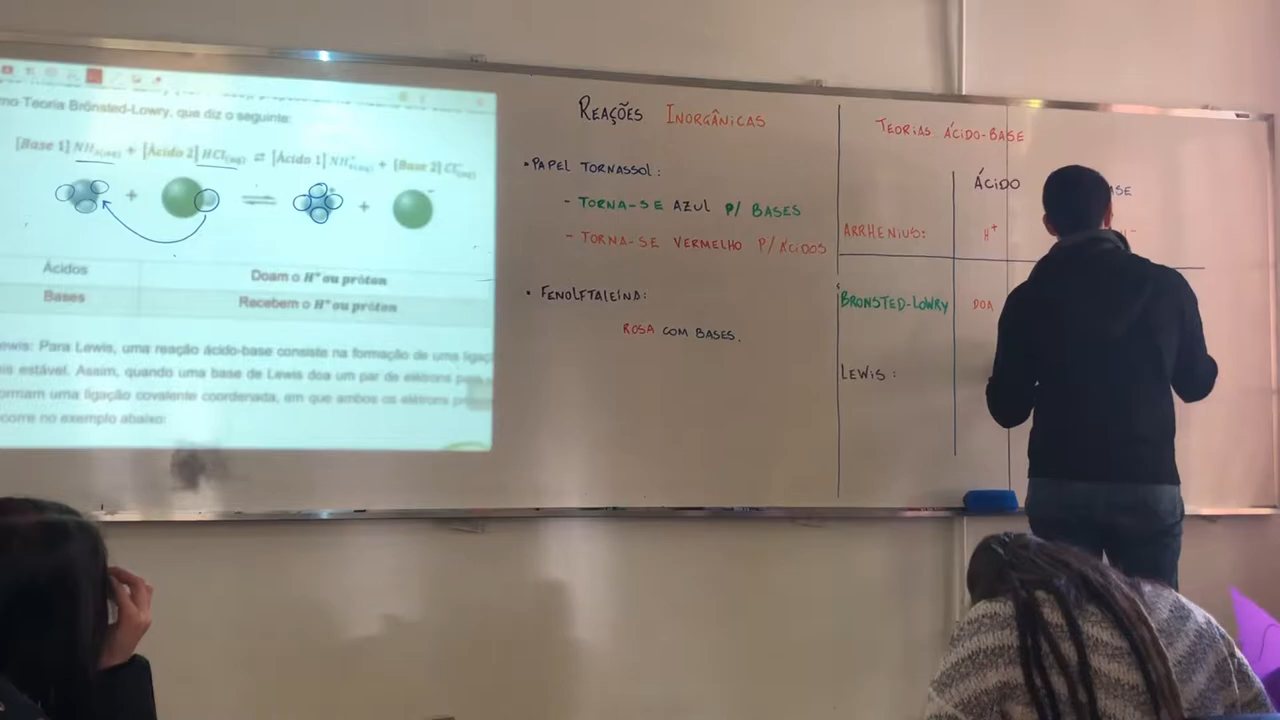 mo Teoria Brönsted-Lowry, que diz o seguinte:
[Base 1] NH₃(aq) + [Ácido 2] HCl(aq) ⇄ [Ácido 1] NH₄⁺(aq) + [Base 2] Cl⁻(aq)
+ +
Ácidos Doam o H⁺ ou próton
Bases Recebem o H⁺ ou próton
ewis: Para Lewis, uma reação ácido-base consiste na formação de uma ligaç
is estável. Assim, quando uma base de Lewis doa um par de elétrons
ormam uma ligação covalente coordenada, em que ambos os elétrons
corre no exemplo abaixo:
REAÇÕES INORGÂNICAS
• PAPEL TORNASSOL:
- TORNA-SE AZUL P/ BASES
- TORNA-SE VERMELHO P/ ÁCIDOS
• FENOLFTALEÍNA:
ROSA COM BASES.
TEORIAS ÁCIDO-BASE
ÁCIDO ASE
ARRHENIUS: H⁺ H⁻
BRONSTED-LOWRY DOA
LEWIS: